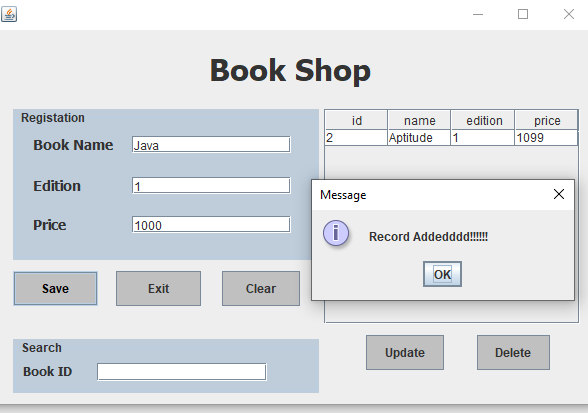 Book Shop
Registation
Book Name Java
Edition 1
Price 1000
Save Exit Clear
Search
Book ID
id name edition price
2 Aptitude 1 1099
Message
Record Addedddd!!!!!!
OK
Update Delete